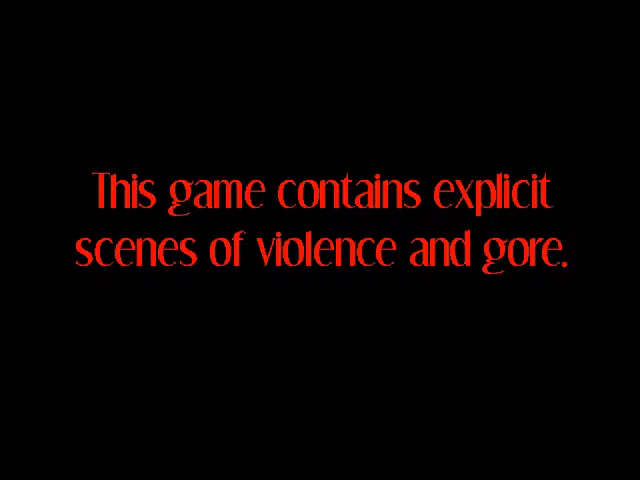 This game contains explicit
scenes of violence and gore.